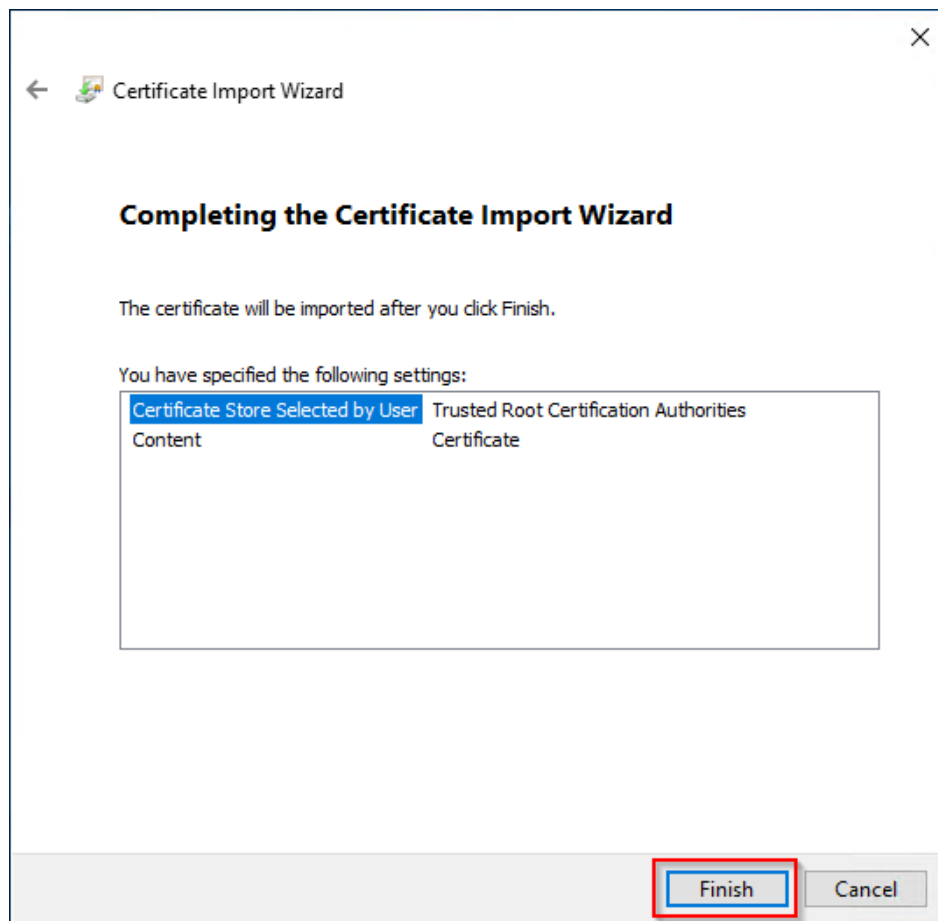 Certificate Import Wizard
Completing the Certificate Import Wizard
The certificate will be imported after you click Finish.
You have specified the following settings:
Certificate Store Selected by User Trusted Root Certification Authorities
Content Certificate
Finish Cancel